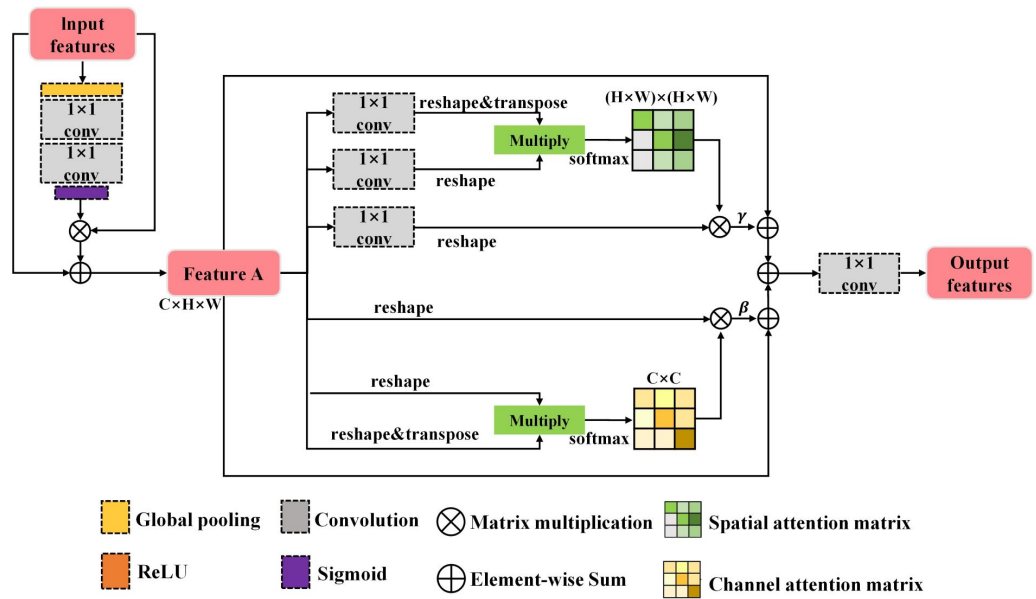 Input
features
1×1
conv
1×1
conv
Feature A
C×H×W
1×1
conv
reshape&transpose
1×1
conv
reshape
Multiply
softmax
(H×W)×(H×W)
1×1
conv
reshape
γ
reshape
β
reshape
reshape&transpose
Multiply
softmax
C×C
1×1
conv
Output
features
Global pooling
Convolution
Matrix multiplication
Spatial attention matrix
ReLU
Sigmoid
Element-wise Sum
Channel attention matrix